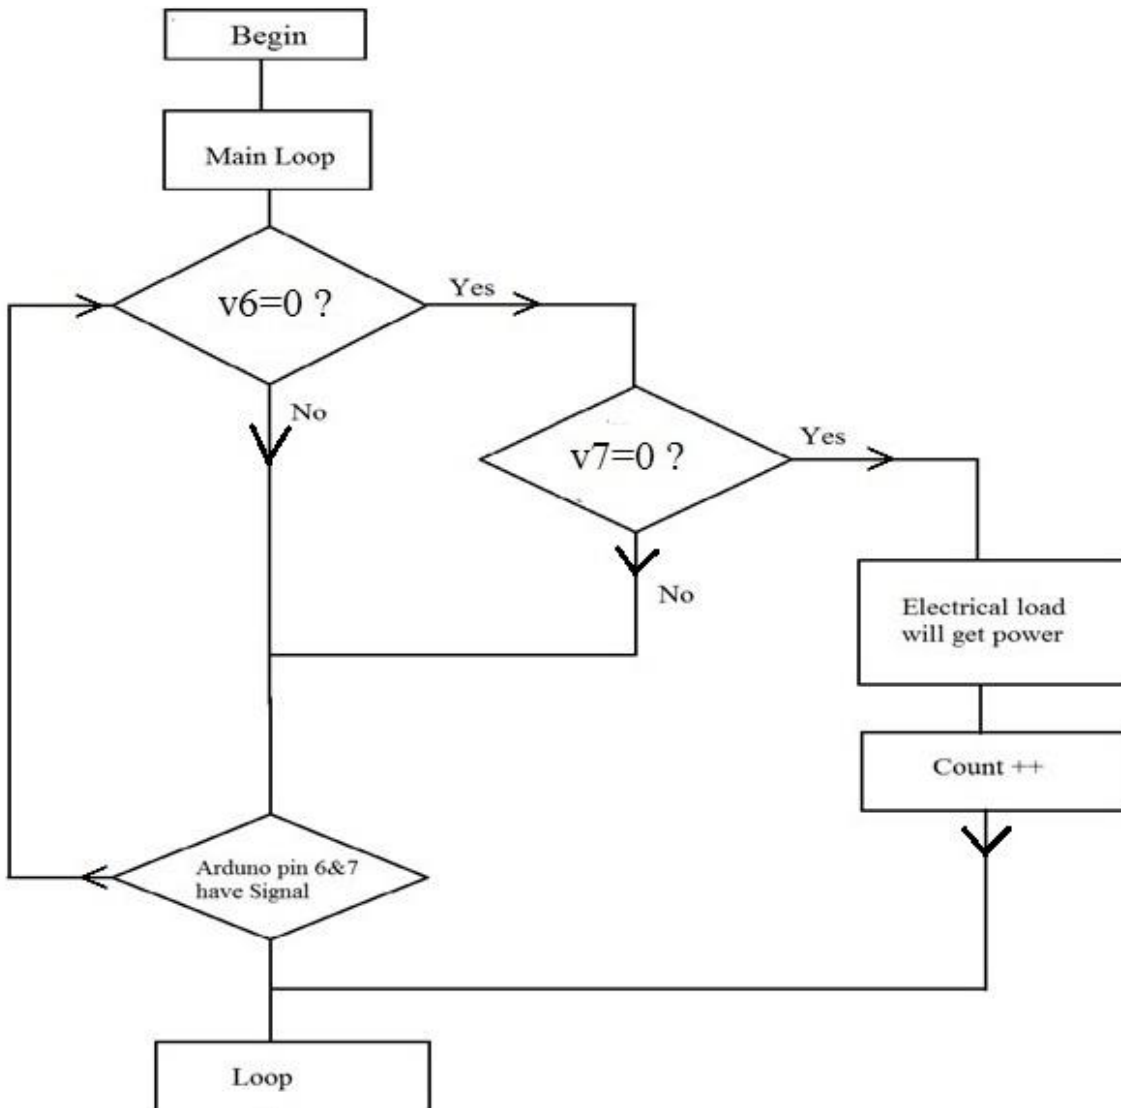 Begin
Main Loop
v6=0 ?
Yes
No
v7=0 ?
Yes
No
Electrical load
will get power
Count ++
Arduno pin 6&7
have Signal
Loop